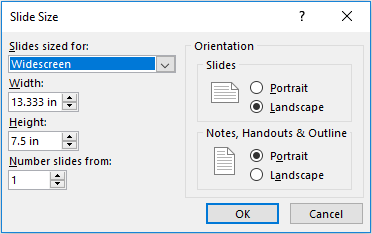 Slide Size
?
Slides sized for:
Widescreen
Width:
13.333 in
Height:
7.5 in
Number slides from:
1
Orientation
Slides
Portrait
Landscape
Notes, Handouts & Outline
Portrait
Landscape
OK
Cancel